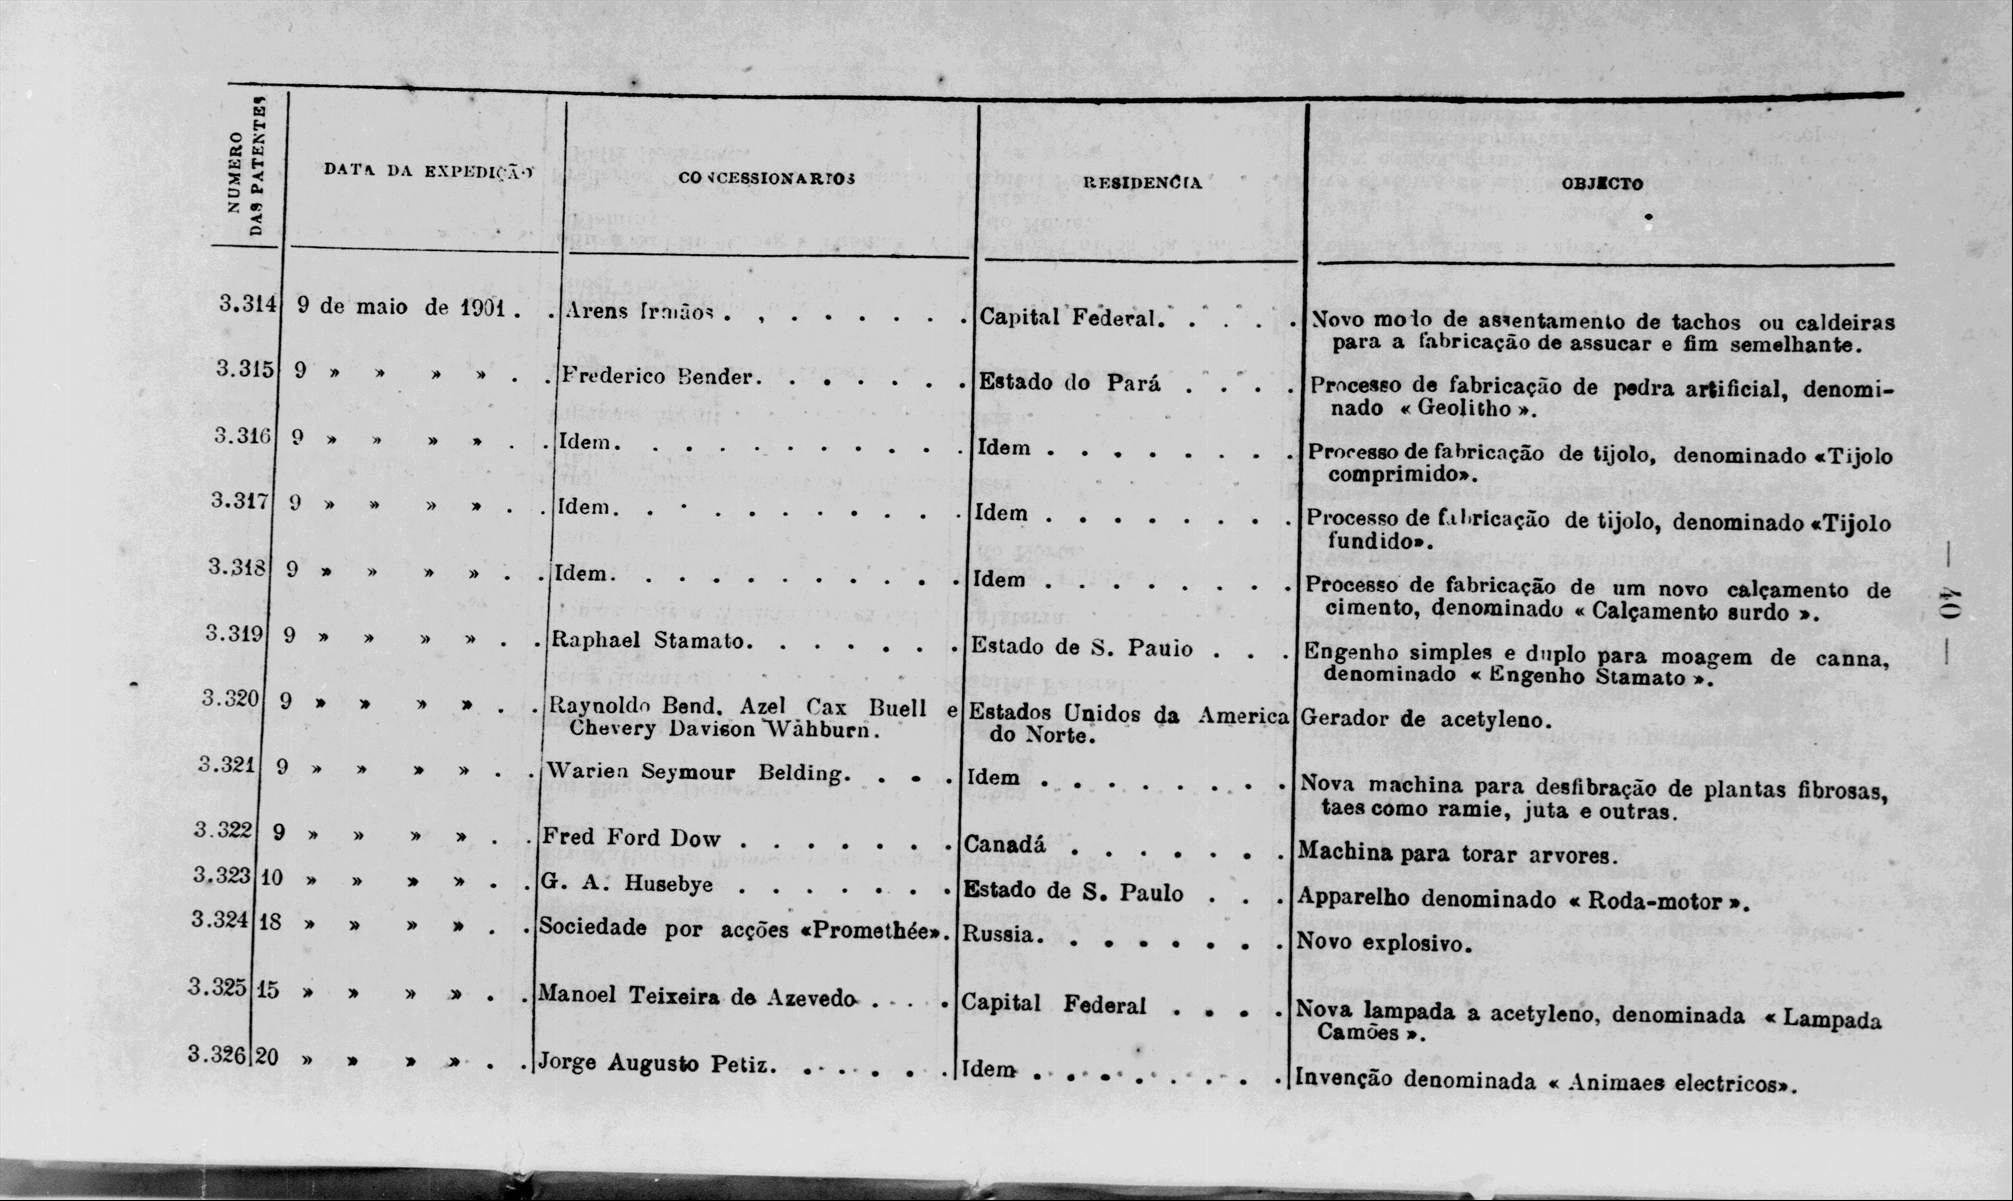 NUMERO
DAS PATENTES
DATA DA EXPEDIÇÃO
CONCESSIONARIOS
RESIDENCIA
OBJECTO
3.314 9 de maio de 1901 . . Arens Irmãos . , . . . . . . Capital Federal. . . . . Novo modo de assentamento de tachos ou caldeiras
para a fabricação de assucar e fim semelhante.
3.315 9 » » » » . . Frederico Bender. . . . . . . Estado do Pará . . . . Processo de fabricação de pedra artificial, denomi-
nado « Geolitho ».
3.316 9 » » » » . . Idem. . . . . . . . . . . Idem . . . . . . . . Processo de fabricação de tijolo, denominado «Tijolo
comprimido».
3.317 9 » » » » . . Idem. . . . . . . . . . . Idem . . . . . . . . Processo de fabricação de tijolo, denominado «Tijolo
fundido».
3.318 9 » » » » . . Idem. . . . . . . . . . . Idem . . . . . . . . Processo de fabricação de um novo calçamento de
cimento, denominado « Calçamento surdo ».
3.319 9 » » » » . . Raphael Stamato. . . . . . . Estado de S. Paulo . . . Engenho simples e duplo para moagem de canna,
denominado « Engenho Stamato ».
3.320 9 » » » » . . Raynoldo Bend, Azel Cax Buell e Estados Unidos da America Gerador de acetyleno.
Chevery Davison Wahburn. do Norte.
3.321 9 » » » » . . Warien Seymour Belding. . . . Idem . . . . . . . . Nova machina para desfibração de plantas fibrosas,
taes como ramie, juta e outras.
3.322 9 » » » » . . Fred Ford Dow . . . . . . . Canadá . . . . . . . Machina para torar arvores.
3.323 10 » » » » . . G. A. Husebye . . . . . . . Estado de S. Paulo . . . Apparelho denominado « Roda-motor ».
3.324 18 » » » » . . Sociedade por acções «Promethée». Russia. . . . . . . . Novo explosivo.
3.325 15 » » » » . . Manoel Teixeira de Azevedo . . . Capital Federal . . . . Nova lampada a acetyleno, denominada « Lampada
Camões ».
3.326 20 » » » » . . Jorge Augusto Petiz. . . . . . Idem . . . . . . . . Invenção denominada « Animaes electricos».
— 40 —